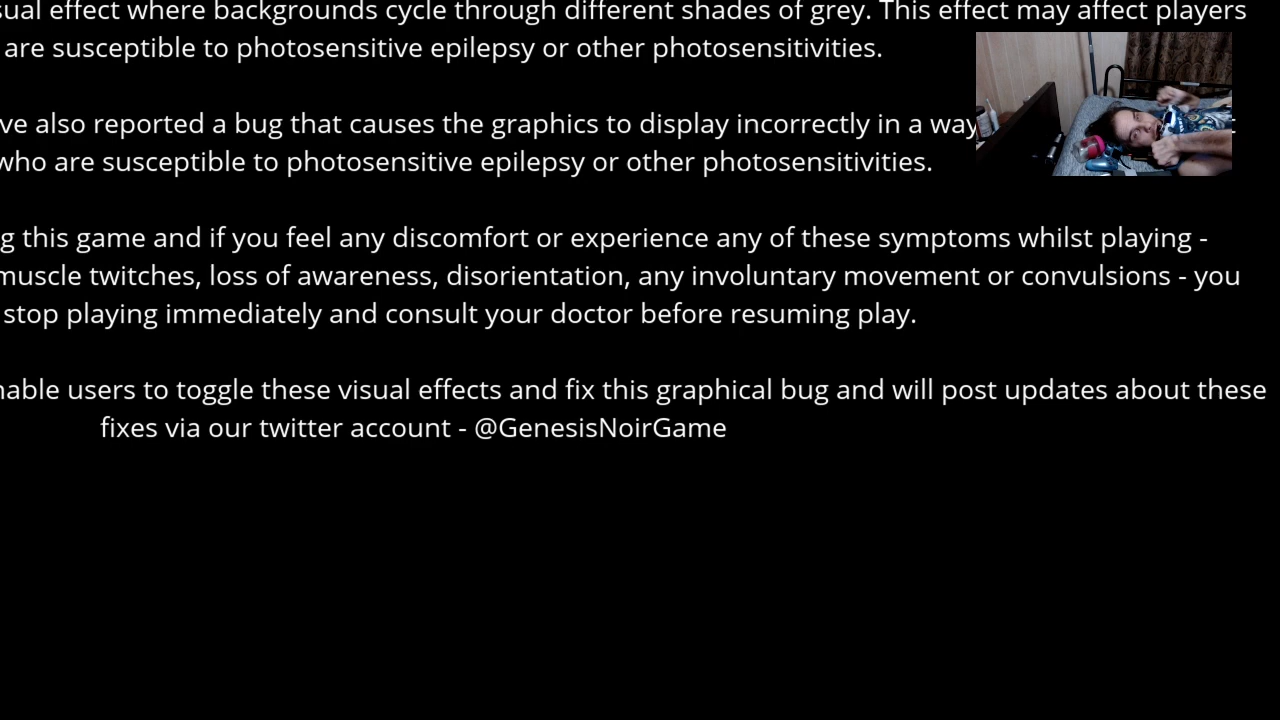 sual effect where backgrounds cycle through different shades of grey. This effect may affect players
are susceptible to photosensitive epilepsy or other photosensitivities.
ve also reported a bug that causes the graphics to display incorrectly in a way
who are susceptible to photosensitive epilepsy or other photosensitivities.
g this game and if you feel any discomfort or experience any of these symptoms whilst playing -
muscle twitches, loss of awareness, disorientation, any involuntary movement or convulsions - you
stop playing immediately and consult your doctor before resuming play.
nable users to toggle these visual effects and fix this graphical bug and will post updates about these
fixes via our twitter account - @GenesisNoirGame